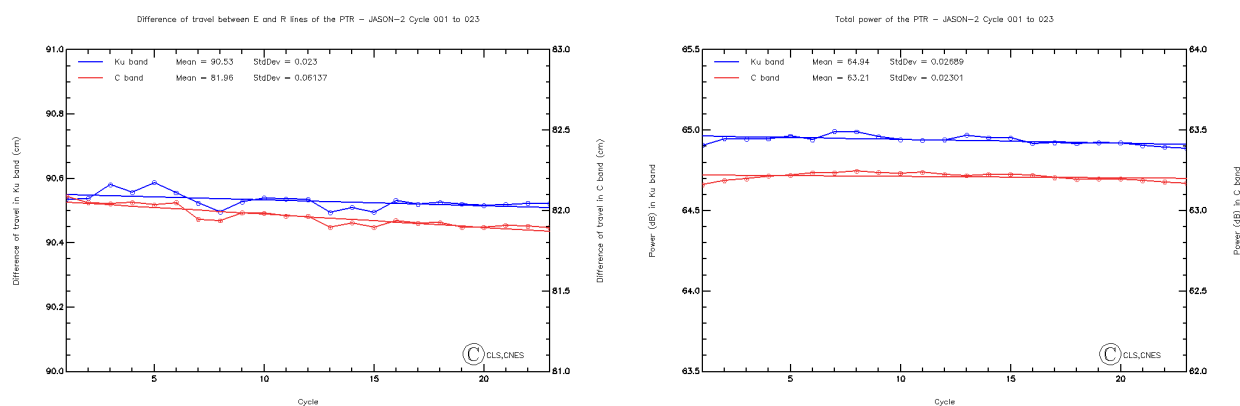 Difference of travel between E and R lines of the PTR - JASON-2 Cycle 001 to 023
91.0
90.8
90.6
90.4
90.2
90.0
83.0
82.5
82.0
81.5
81.0
Ku band Mean = 90.53 StdDev = 0.023
C band Mean = 81.96 StdDev = 0.06137
Difference of travel in Ku band (cm)
Difference of travel in C band (cm)
© CLS,CNES
5 10 15 20
Cycle
Total power of the PTR - JASON-2 Cycle 001 to 023
65.5
65.0
64.5
64.0
63.5
64.0
63.5
63.0
62.5
62.0
Ku band Mean = 64.94 StdDev = 0.02689
C band Mean = 63.21 StdDev = 0.02301
Power (dB) in Ku band
Power (dB) in C band
© CLS,CNES
5 10 15 20
Cycle